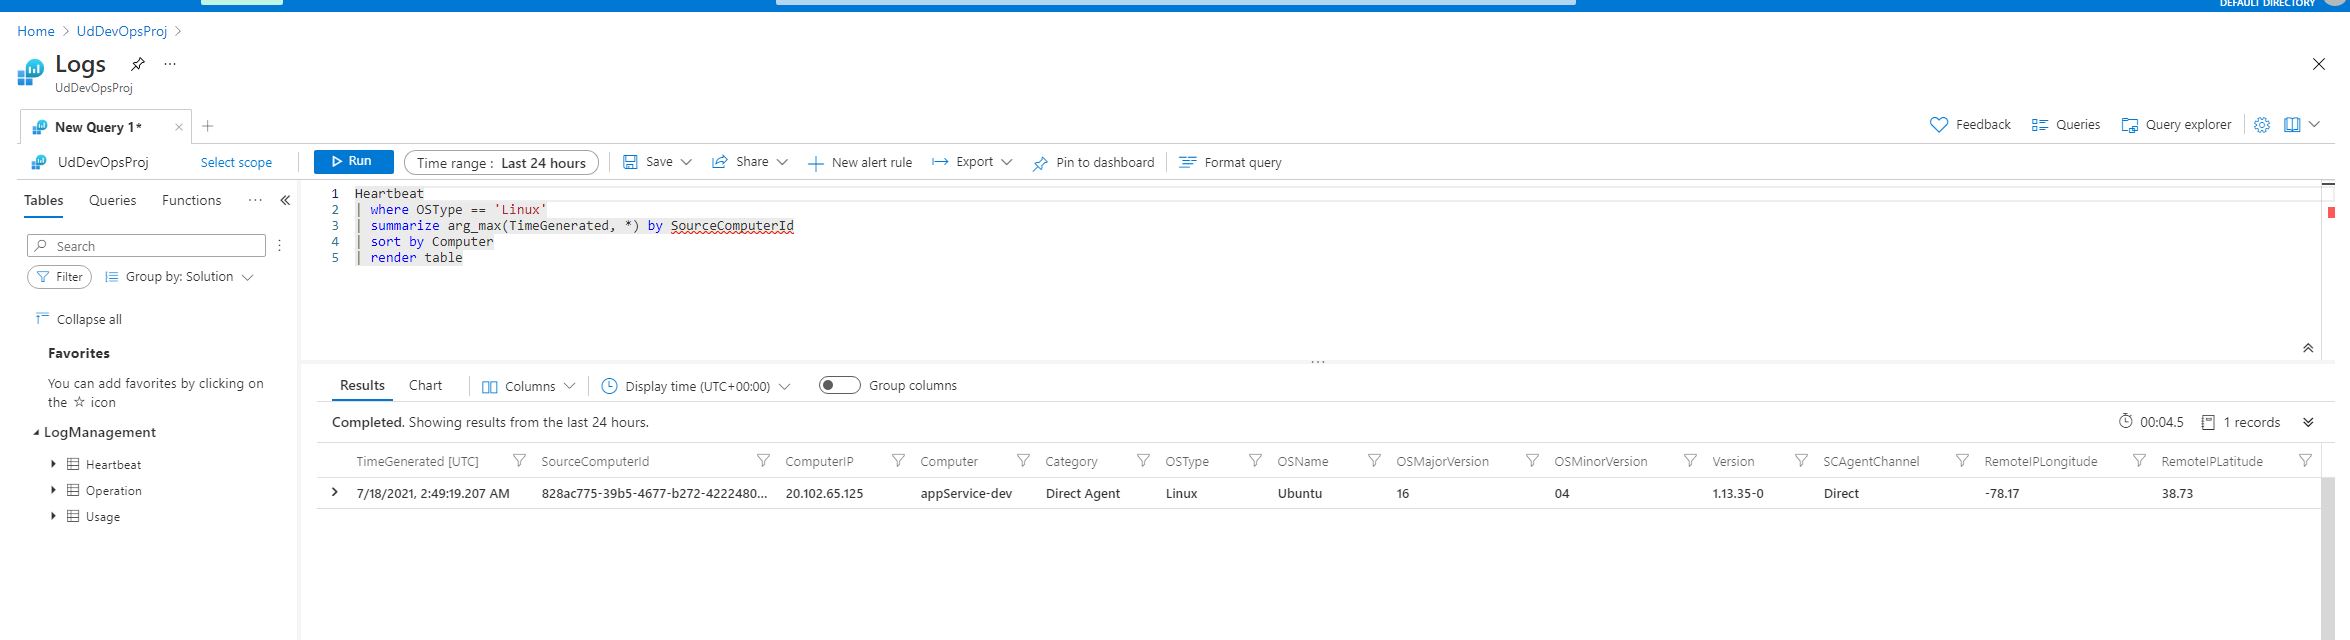 DEFAULT DIRECTORY
Home > UdDevOpsProj >
Logs ...
UdDevOpsProj
New Query 1* × +
Feedback Queries Query explorer
UdDevOpsProj Select scope Run Time range : Last 24 hours Save Share New alert rule Export Pin to dashboard Format query
Tables Queries Functions ... «
Search
Filter Group by: Solution
Collapse all
Favorites
You can add favorites by clicking on
the ☆ icon
LogManagement
Heartbeat
Operation
Usage
1 Heartbeat
2 | where OSType == 'Linux'
3 | summarize arg_max(TimeGenerated, *) by SourceComputerId
4 | sort by Computer
5 | render table
...
Results Chart Columns Display time (UTC+00:00) Group columns
Completed. Showing results from the last 24 hours. 00:04.5 1 records
TimeGenerated [UTC] SourceComputerId ComputerIP Computer Category OSType OSName OSMajorVersion OSMinorVersion Version SCAgentChannel RemoteIPLongitude RemoteIPLatitude
7/18/2021, 2:49:19.207 AM 828ac775-39b5-4677-b272-4222480... 20.102.65.125 appService-dev Direct Agent Linux Ubuntu 16 04 1.13.35-0 Direct -78.17 38.73